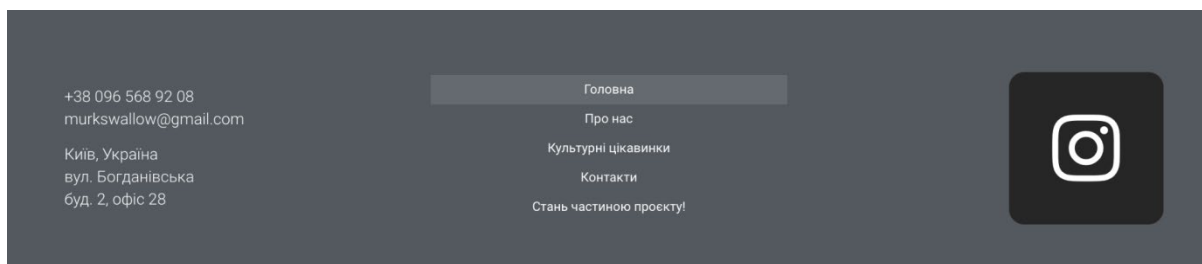 +38 096 568 92 08
murkswallow@gmail.com
Київ, Україна
вул. Богданівська
буд. 2, офіс 28
Головна
Про нас
Культурні цікавинки
Контакти
Стань частиною проєкту!